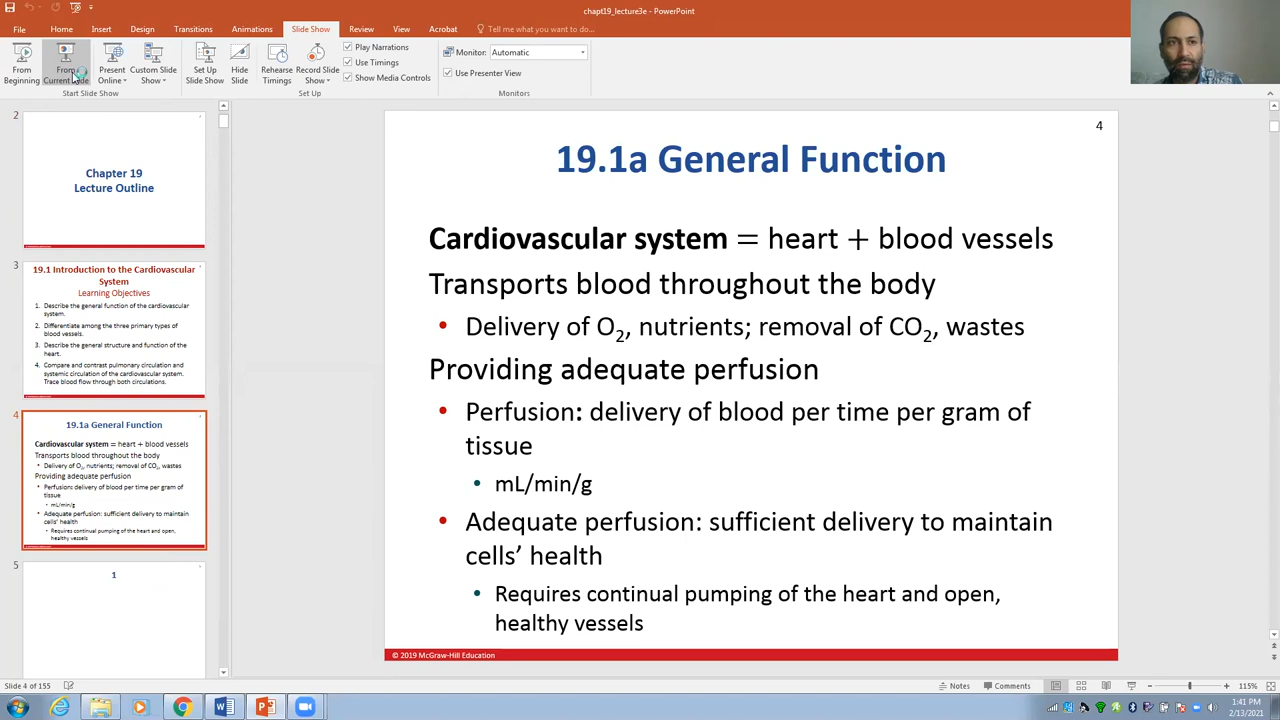 chapt19_lecture3e - PowerPoint
File
Home
Insert
Design
Transitions
Animations
Slide Show
Review
View
Add-ins
Tell me what you want to do...
From Beginning
From Current Slide
Present Online
Custom Slide Show
Set Up Slide Show
Hide Slide
Rehearse Timings
Record Slide Show
Play Narrations
Use Timings
Show Media Controls
Monitor: Automatic
Use Presenter View
Start Slide Show
Set Up
Monitors
2
Chapter 19
Lecture Outline
3
19.1 Introduction to the Cardiovascular
System
Learning Objectives
1. Describe the general function of the cardiovascular
system.
2. Differentiate among the three primary types of
blood vessels.
3. Describe the general structure and function of the
heart.
4. Compare and contrast pulmonary circulation and
systemic circulation of the cardiovascular system.
Trace blood flow through both circulations.
4
19.1a General Function
Cardiovascular system = heart + blood vessels
Transports blood throughout the body
• Delivery of O2, nutrients; removal of CO2, wastes
Providing adequate perfusion
• Perfusion: delivery of blood per time per gram of
tissue
• mL/min/g
• Adequate perfusion: sufficient delivery to maintain
cells' health
• Requires continual pumping of the heart and open,
healthy vessels
5
1
4
19.1a General Function
Cardiovascular system = heart + blood vessels
Transports blood throughout the body
• Delivery of O2, nutrients; removal of CO2, wastes
Providing adequate perfusion
• Perfusion: delivery of blood per time per gram of
tissue
• mL/min/g
• Adequate perfusion: sufficient delivery to maintain
cells' health
• Requires continual pumping of the heart and open,
healthy vessels
© 2019 McGraw-Hill Education
Slide 4 of 155
Notes
Comments
115%
1:41 PM
2/13/2021